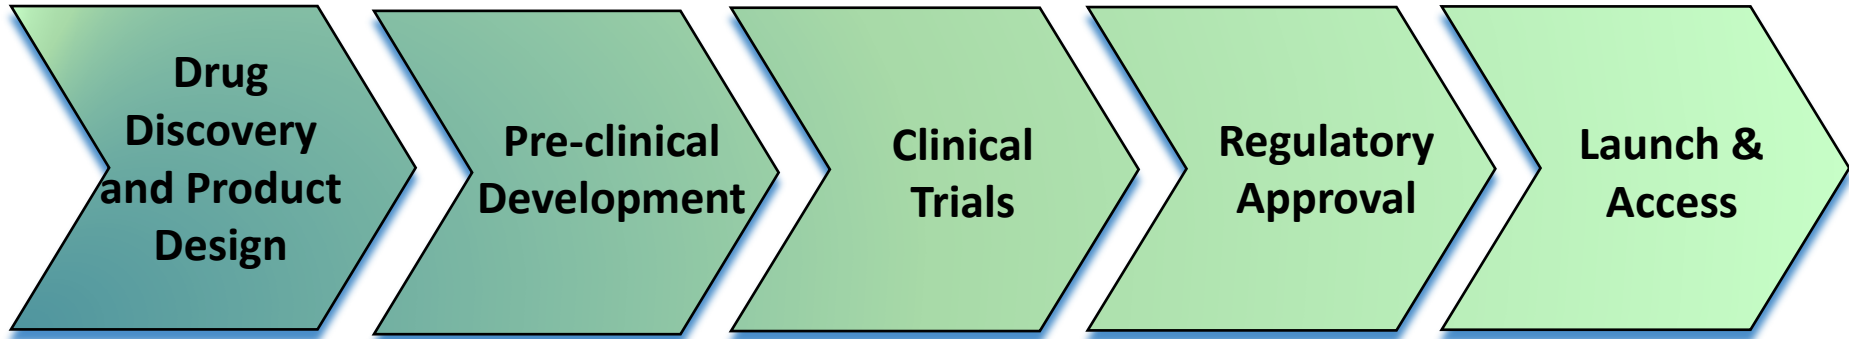 Drug
Discovery
and Product
Design
Pre-clinical
Development
Clinical
Trials
Regulatory
Approval
Launch &
Access